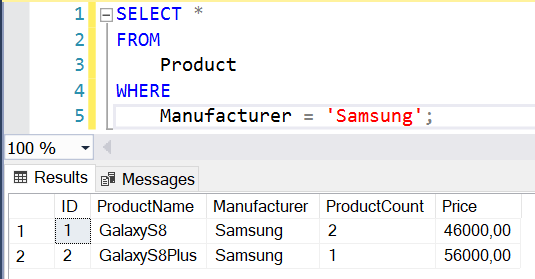 1 SELECT *
2 FROM
3 Product
4 WHERE
5 Manufacturer = 'Samsung';
100 %
Results Messages
ID ProductName Manufacturer ProductCount Price
1 1 GalaxyS8 Samsung 2 46000,00
2 2 GalaxyS8Plus Samsung 1 56000,00